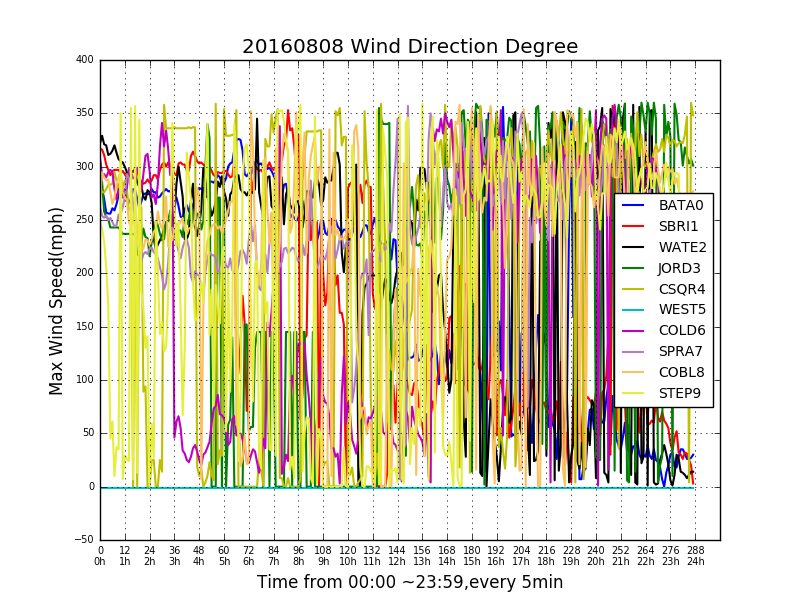 20160808 Wind Direction Degree
400
350
300
250
200
150
100
50
0
−50
Max Wind Speed(mph)
BATA0
SBRI1
WATE2
JORD3
CSQR4
WEST5
COLD6
SPRA7
COBL8
STEP9
0 12 24 36 48 60 72 84 96 108 120 132 144 156 168 180 192 204 216 228 240 252 264 276 288
0h 1h 2h 3h 4h 5h 6h 7h 8h 9h 10h 11h 12h 13h 14h 15h 16h 17h 18h 19h 20h 21h 22h 23h 24h
Time from 00:00 ~23:59,every 5min